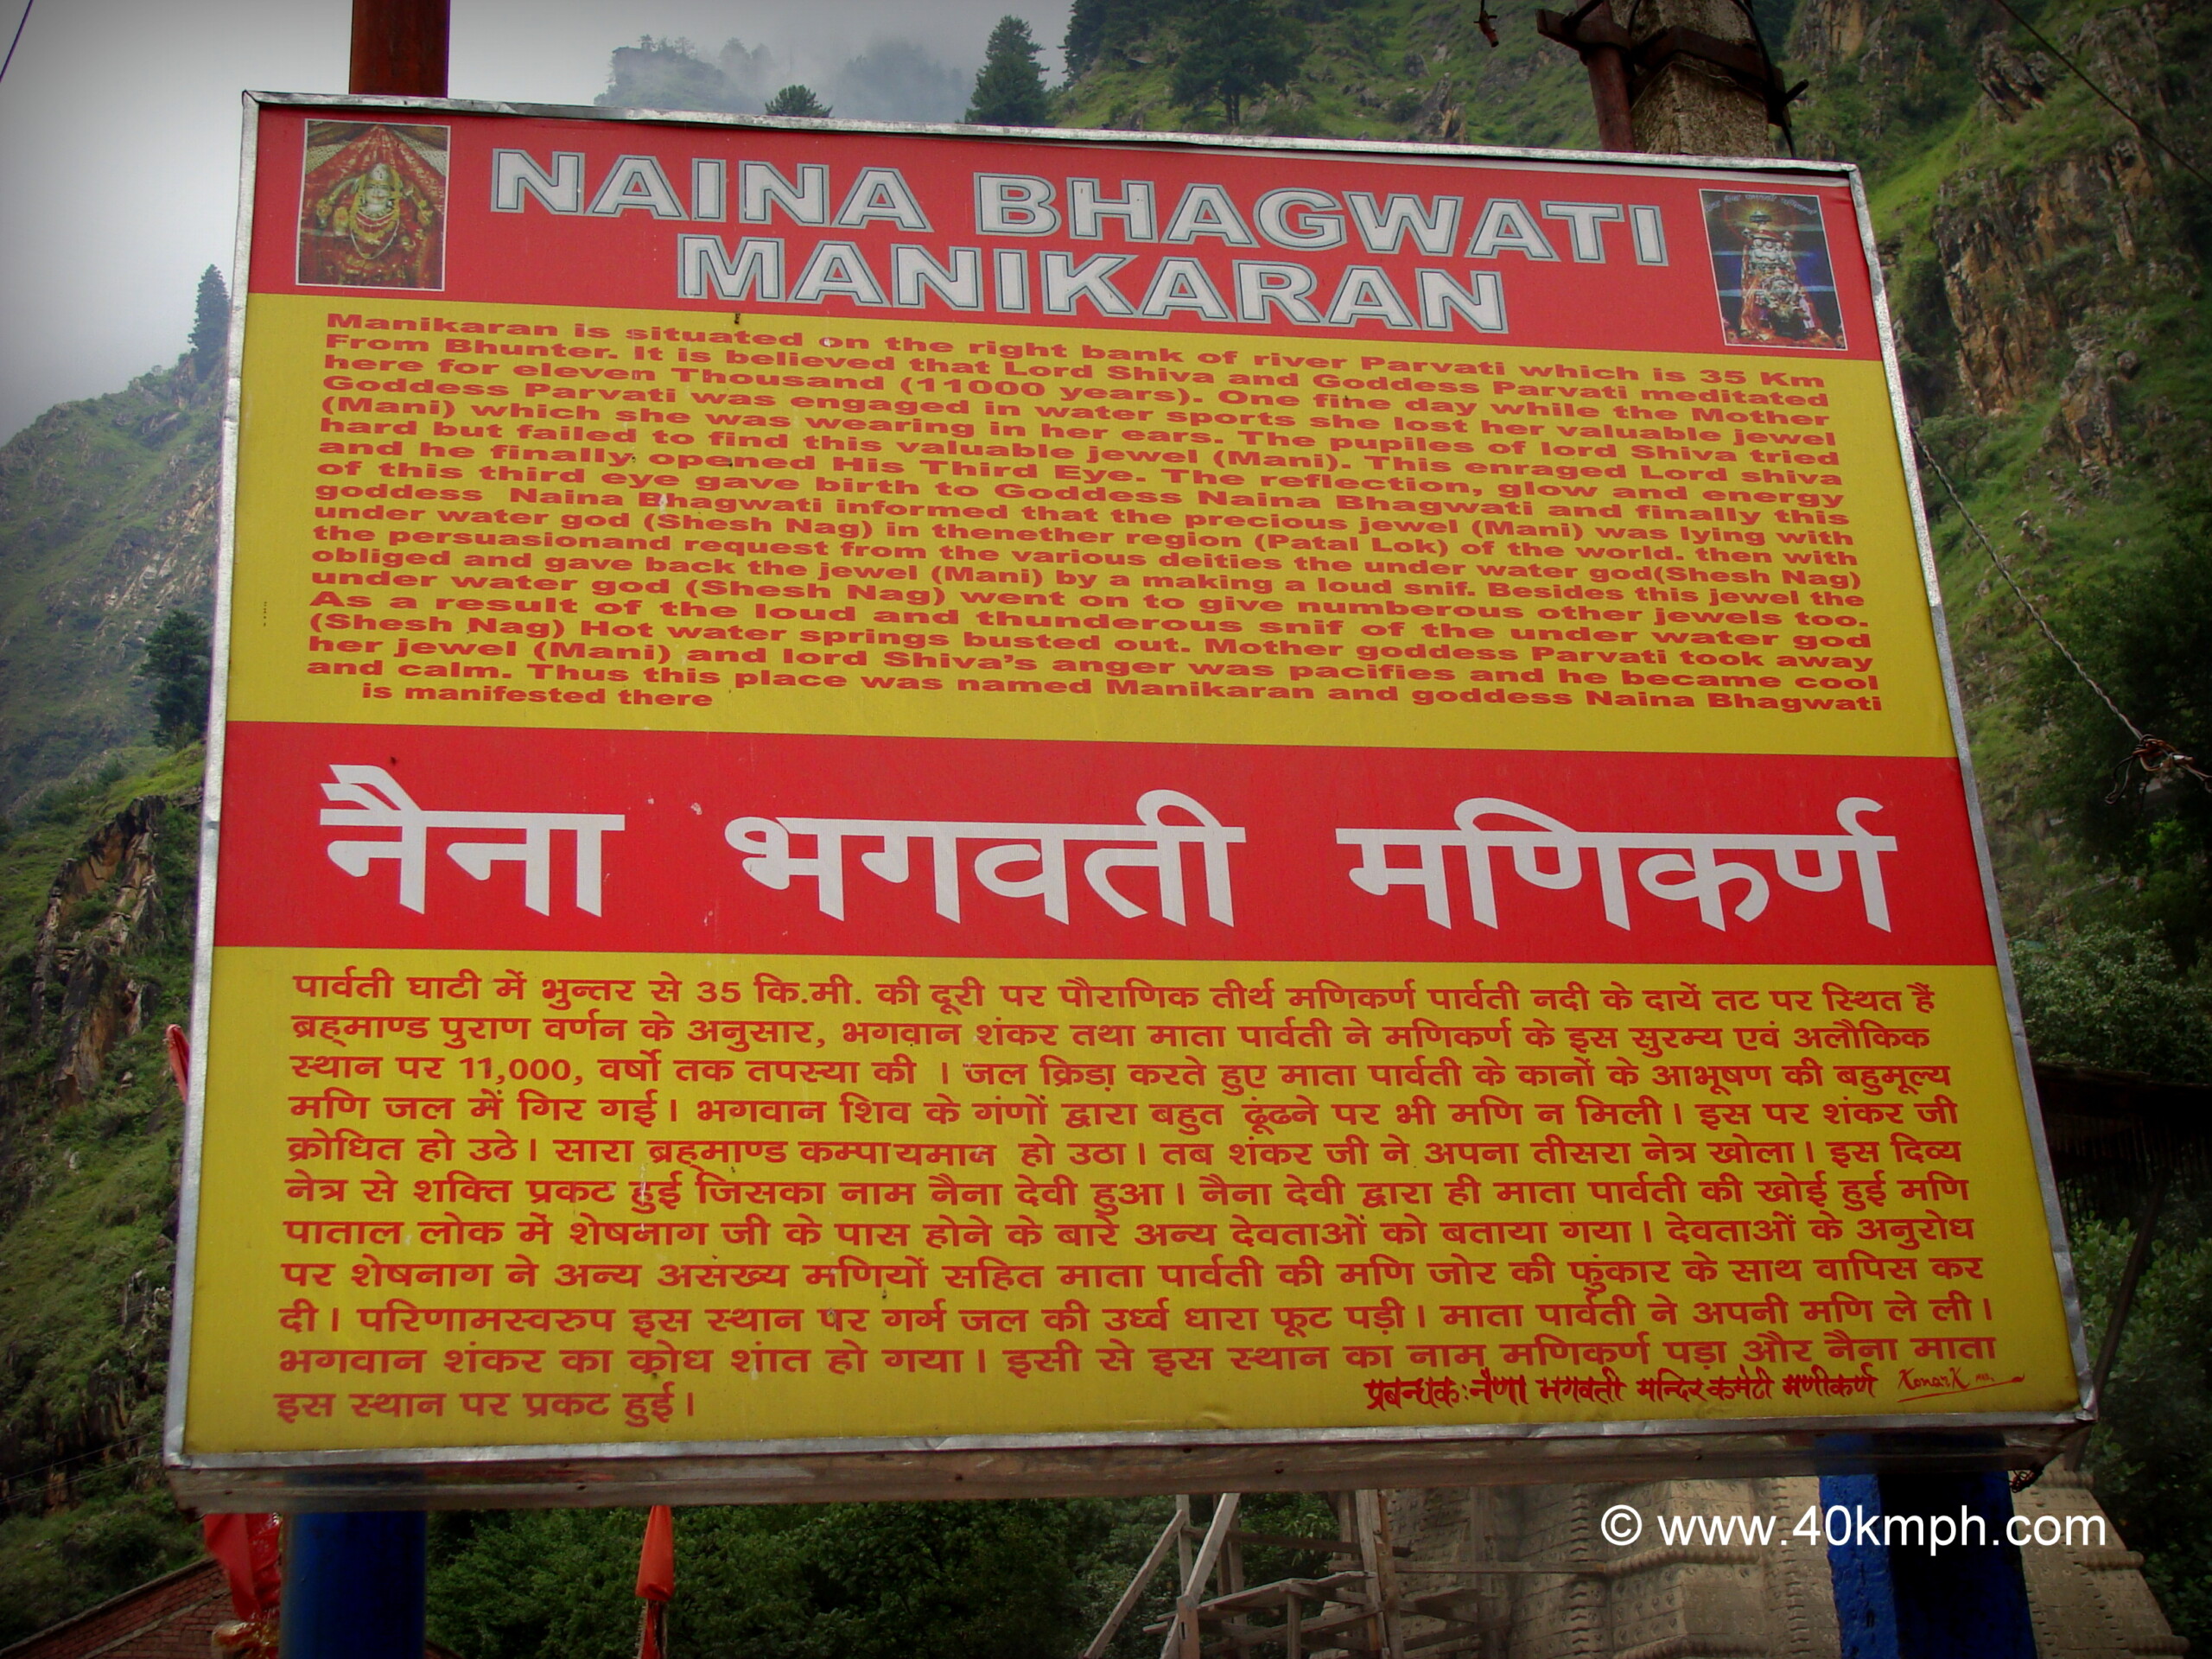 NAINA BHAGWATI
MANIKARAN
Manikaran is situated on the right bank of river Parvati which is 35 Km
From Bhunter. It is believed that Lord Shiva and Goddess Parvati meditated
here for eleven Thousand (11000 years). One fine day while the Mother
Goddess Parvati was engaged in water sports she lost her valuable jewel
(Mani) which she was wearing in her ears. The pupiles of lord Shiva tried
hard but failed to find this valuable jewel (Mani). This enraged Lord shiva
and he finally opened His Third Eye. The reflection, glow and energy
of this third eye gave birth to Goddess Naina Bhagwati and finally this
goddess Naina Bhagwati informed that the precious jewel (Mani) was lying with
under water god (Shesh Nag) in thenether region (Patal Lok) of the world. then with
the persuasionand request from the various deities the under water god(Shesh Nag)
obliged and gave back the jewel (Mani) by a making a loud snif. Besides this jewel the
under water god (Shesh Nag) went on to give numberous other jewels too.
As a result of the loud and thunderous snif of the under water god
(Shesh Nag) Hot water springs busted out. Mother goddess Parvati took away
her jewel (Mani) and lord Shiva's anger was pacifies and he became cool
and calm. Thus this place was named Manikaran and goddess Naina Bhagwati
is manifested there
नैना भगवती मणिकर्ण
पार्वती घाटी में भुन्तर से 35 कि.मी. की दूरी पर पौराणिक तीर्थ मणिकर्ण पार्वती नदी के दायें तट पर स्थित हैं
ब्रह्माण्ड पुराण वर्णन के अनुसार, भगवान शंकर तथा माता पार्वती ने मणिकर्ण के इस सुरम्य एवं अलौकिक
स्थान पर 11,000, वर्षो तक तपस्या की । जल क्रिडा़ करते हुए माता पार्वती के कानों के आभूषण की बहुमूल्य
मणि जल में गिर गई। भगवान शिव के गंणों द्वारा बहुत ढूंढने पर भी मणि न मिली। इस पर शंकर जी
क्रोधित हो उठे। सारा ब्रह्माण्ड कम्पायमान हो उठा। तब शंकर जी ने अपना तीसरा नेत्र खोला। इस दिव्य
नेत्र से शक्ति प्रकट हुई जिसका नाम नैना देवी हुआ। नैना देवी द्वारा ही माता पार्वती की खोई हुई मणि
पाताल लोक में शेषनाग जी के पास होने के बारे अन्य देवताओं को बताया गया। देवताओं के अनुरोध
पर शेषनाग ने अन्य असंख्य मणियों सहित माता पार्वती की मणि जोर की फुंकार के साथ वापिस कर
दी। परिणामस्वरुप इस स्थान पर गर्म जल की उर्ध्व धारा फूट पड़ी। माता पार्वती ने अपनी मणि ले ली।
भगवान शंकर का क्रोध शांत हो गया। इसी से इस स्थान का नाम मणिकर्ण पड़ा और नैना माता
इस स्थान पर प्रकट हुई।
प्रबन्धक:नैणा भगवती मन्दिर कमेटी मणीकर्ण KonarK
© www.40kmph.com